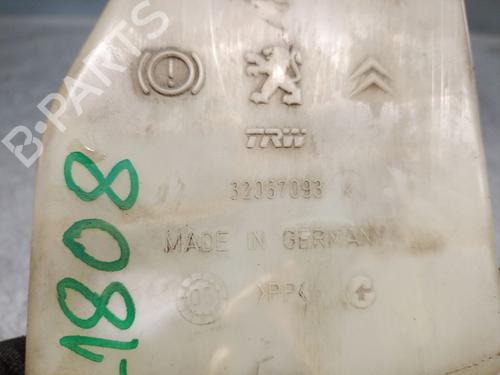 B-PARTS
TRW
32067093
MADE IN GERMANY
>PP<
-1808